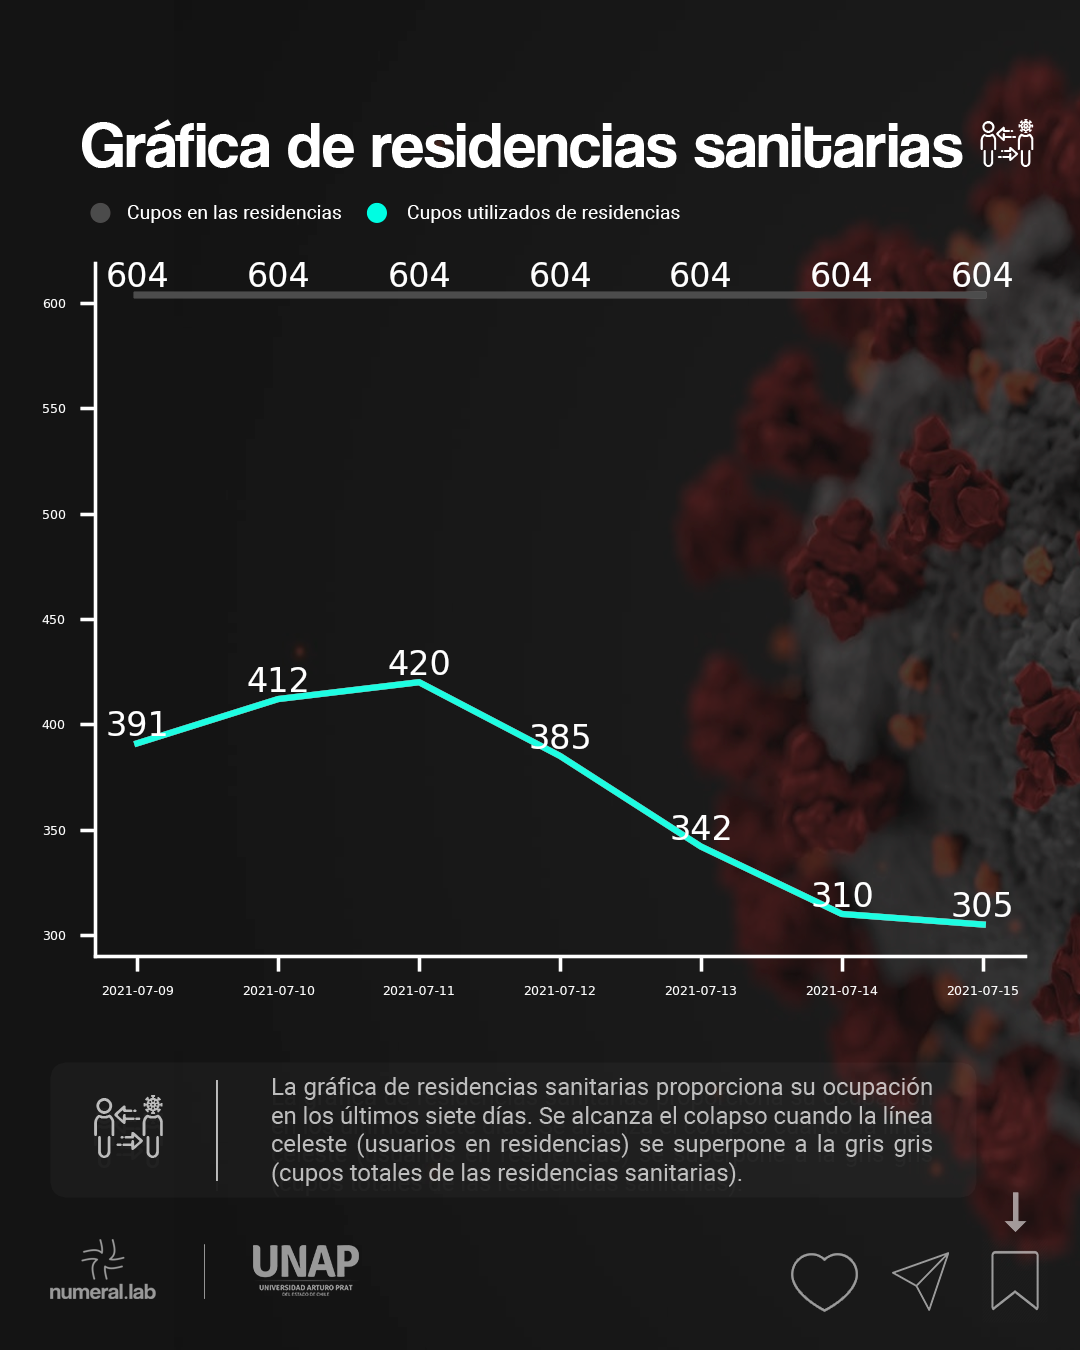 Gráfica de residencias sanitarias
Cupos en las residencias Cupos utilizados de residencias
604 604 604 604 604 604 604
600
550
500
450
400
350
300
391 412 420 385 342 310 305
2021-07-09 2021-07-10 2021-07-11 2021-07-12 2021-07-13 2021-07-14 2021-07-15
La gráfica de residencias sanitarias proporciona su ocupación
en los últimos siete días. Se alcanza el colapso cuando la línea
celeste (usuarios en residencias) se superpone a la gris gris
(cupos totales de las residencias sanitarias).
numeral.lab
UNAP
UNIVERSIDAD ARTURO PRAT
DEL ESTADO DE CHILE